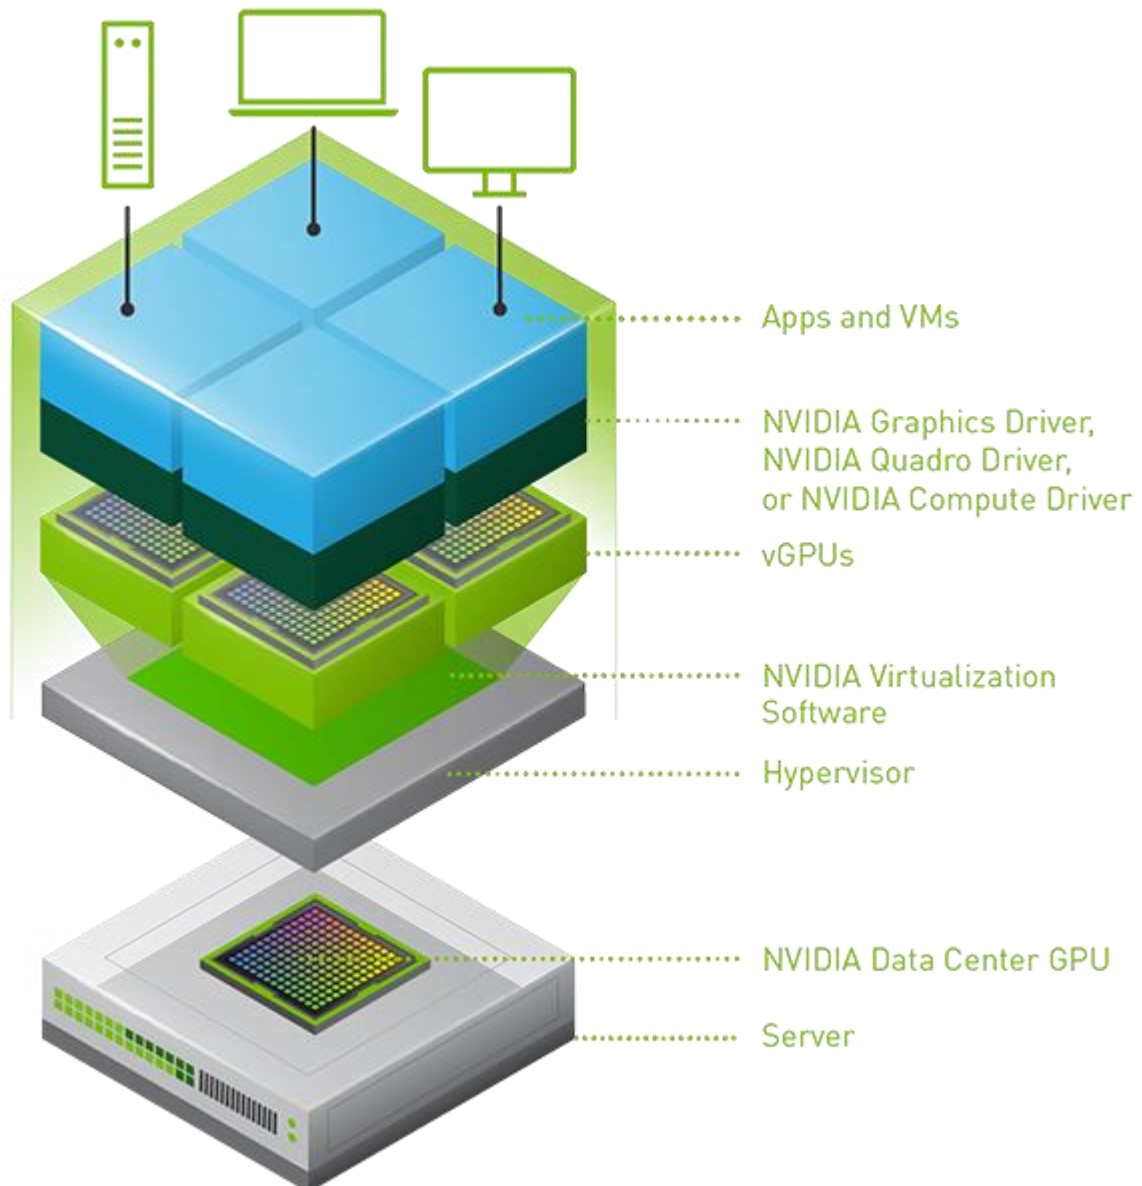 Apps and VMs
NVIDIA Graphics Driver,
NVIDIA Quadro Driver,
or NVIDIA Compute Driver
vGPUs
NVIDIA Virtualization
Software
Hypervisor
NVIDIA Data Center GPU
Server